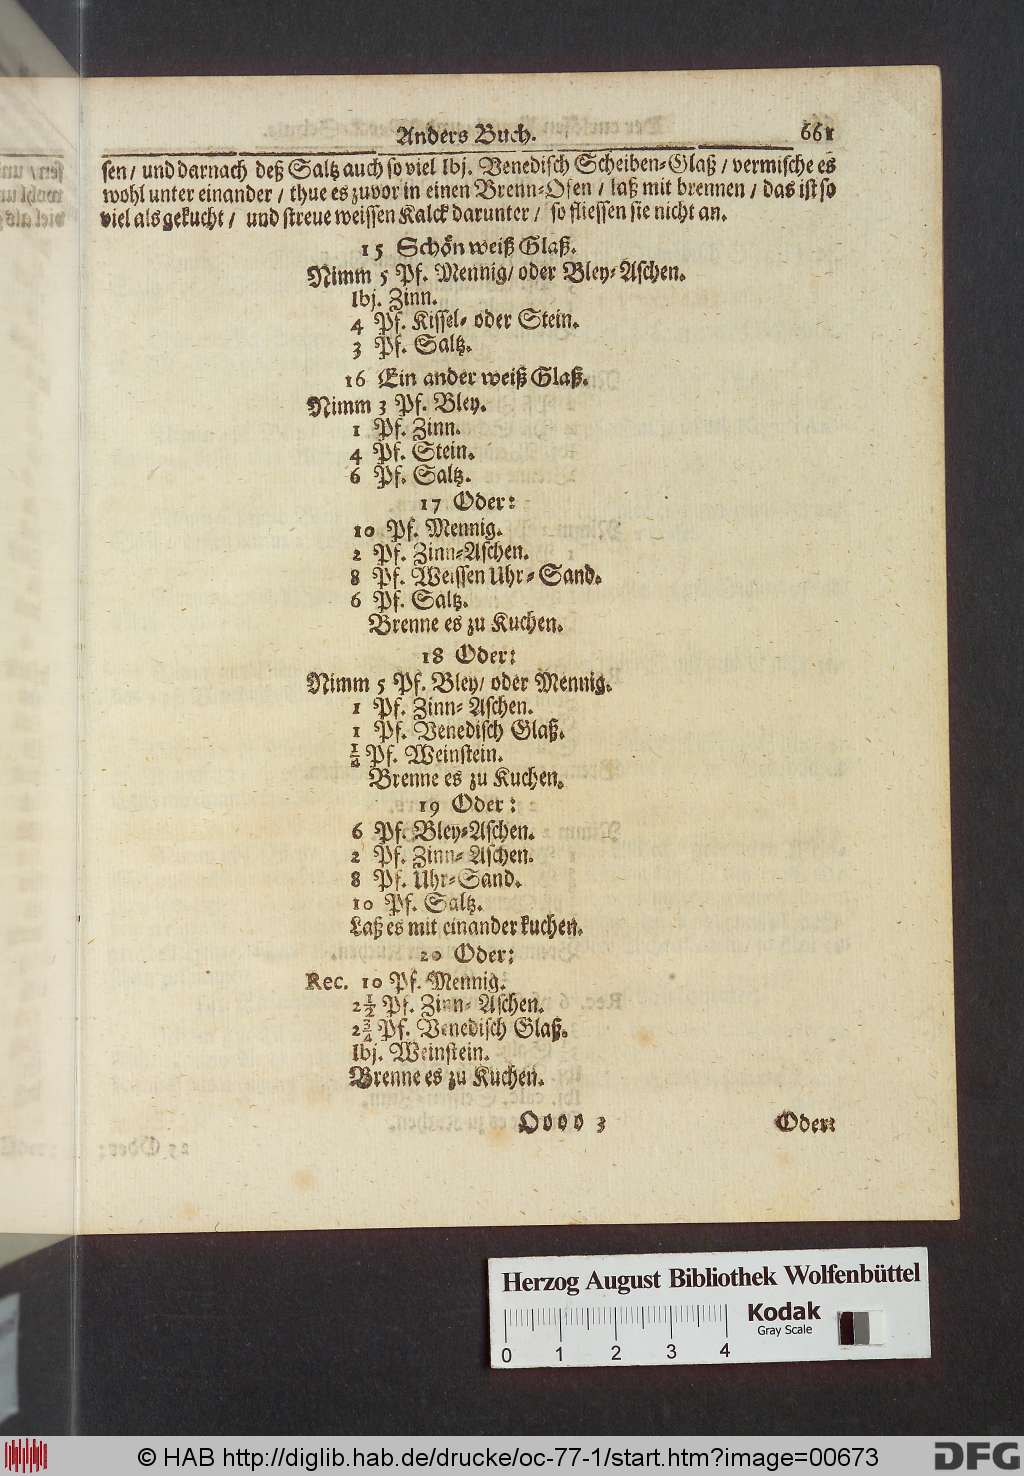 Anders Buch. 661
sen / und darnach deß Saltz auch so viel lbj. Venedisch Scheiben-Glaß / vermische es
wohl unter einander / thue es zuvor in einen Brenn-Ofen / laß mit brennen / das ist so
viel als gekucht / und streue weissen Kalck darunter / so fliessen sie nicht an.
15 Schön weiß Glaß.
Nimm 5 Pf. Mennig / oder Bley-Aschen.
lbj. Zinn.
4 Pf. Kissel- oder Stein.
3 Pf. Saltz.
16 Ein ander weiß Glaß.
Nimm 3 Pf. Bley.
1 Pf. Zinn.
4 Pf. Stein.
6 Pf. Saltz.
17 Oder:
10 Pf. Mennig.
2 Pf. Zinn-Aschen.
8 Pf. Weissen Uhr-Sand.
6 Pf. Saltz.
Brenne es zu Kuchen.
18 Oder:
Nimm 5 Pf. Bley / oder Mennig.
1 Pf. Zinn-Aschen.
1 Pf. Venedisch Glaß.
Pf. Weinstein.
Brenne es zu Kuchen.
19 Oder:
6 Pf. Bley-Aschen.
2 Pf. Zinn-Aschen.
8 Pf. Uhr-Sand.
10 Pf. Saltz.
Laß es mit einander kuchen.
20 Oder:
Rec. 10 Pf. Mennig.
2½ Pf. Zinn-Aschen.
2¾ Pf. Venedisch Glaß.
lbj. Weinstein.
Brenne es zu Kuchen.
Oooo 3 Oder:
Herzog August Bibliothek Wolfenbüttel
Kodak
Gray Scale
0 1 2 3 4
© HAB http://diglib.hab.de/drucke/oc-77-1/start.htm?image=00673
DFG